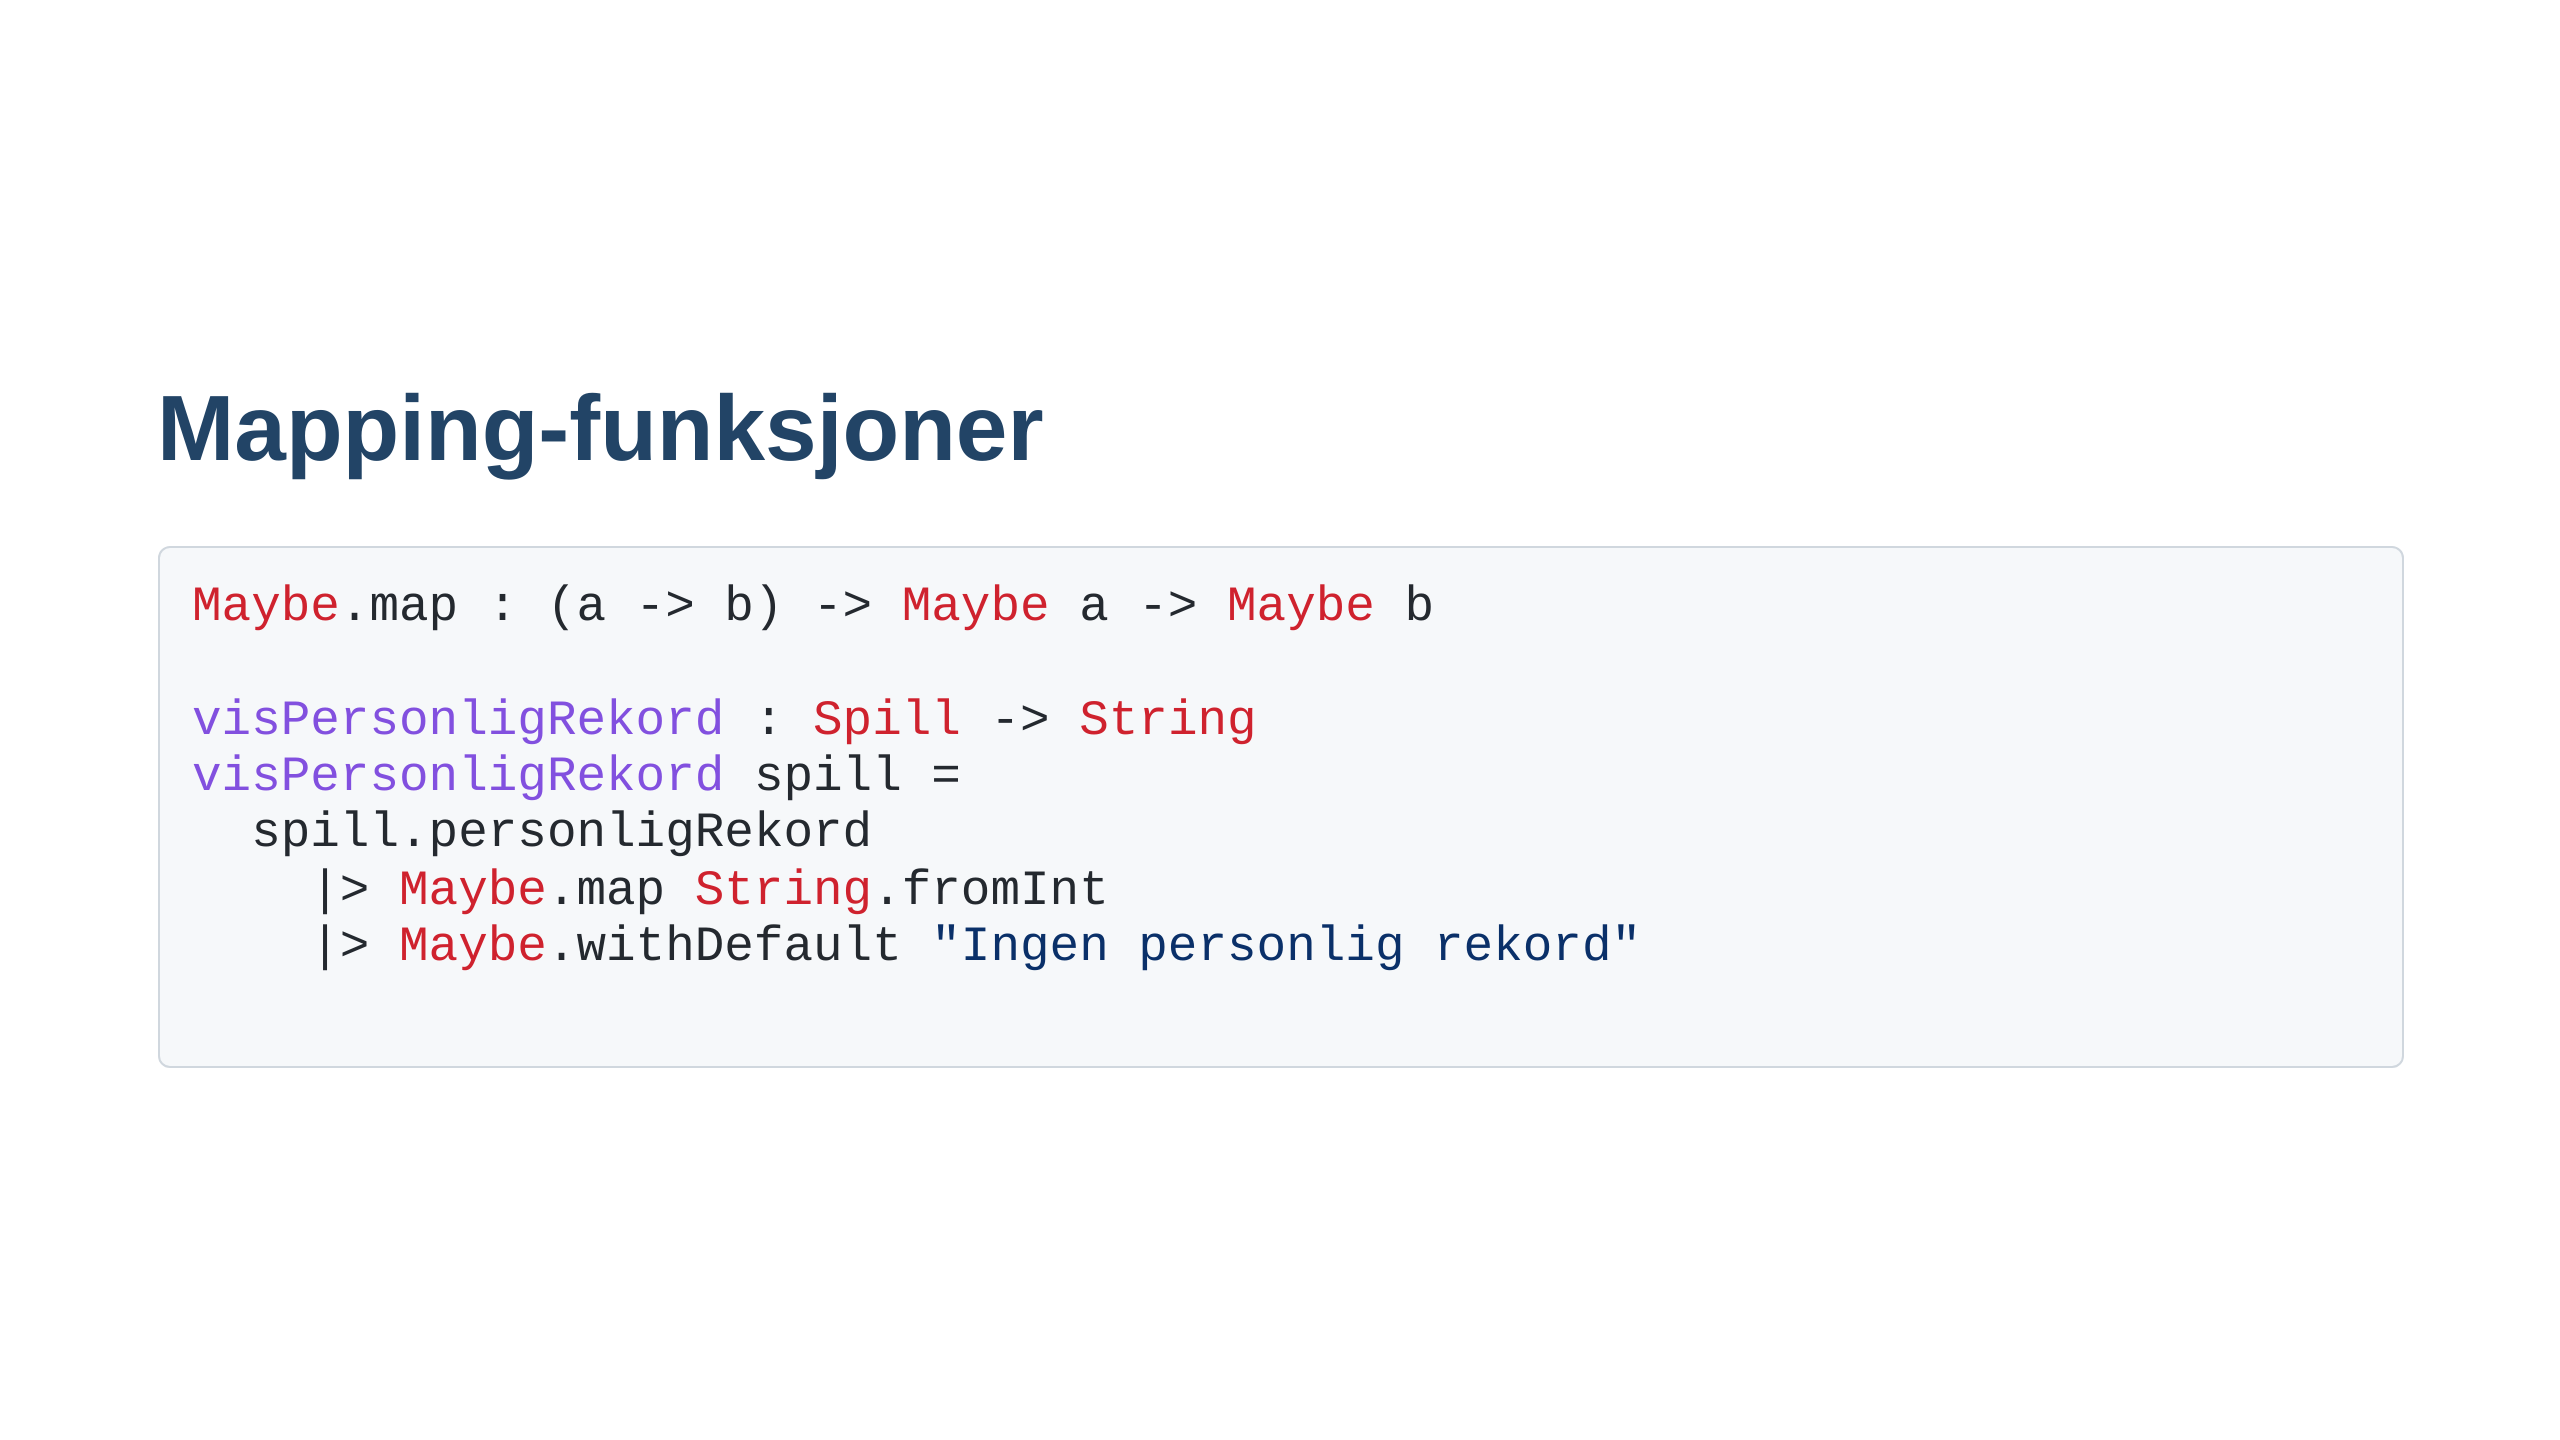 Mapping-funksjoner
Maybe.map : (a -> b) -> Maybe a -> Maybe b
visPersonligRekord : Spill -> String
visPersonligRekord spill =
  spill.personligRekord
    |> Maybe.map String.fromInt
    |> Maybe.withDefault "Ingen personlig rekord"